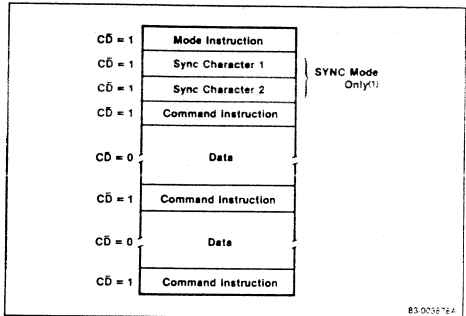 CD̄ = 1 Mode Instruction
CD̄ = 1 Sync Character 1
SYNC Mode Only(1)
CD̄ = 1 Sync Character 2
CD̄ = 1 Command Instruction
CD̄ = 0 Data
CD̄ = 1 Command Instruction
CD̄ = 0 Data
CD̄ = 1 Command Instruction